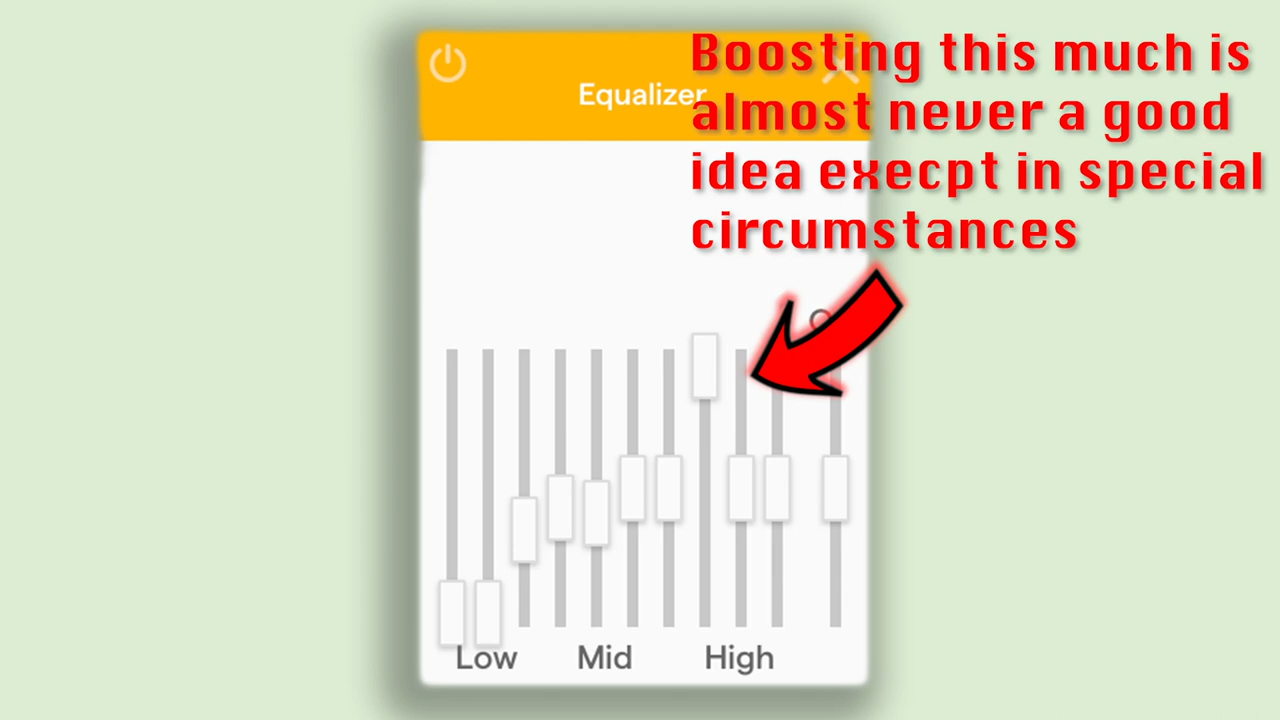 Boosting this much is
almost never a good
idea execpt in special
circumstances
Equalizer
Low Mid High